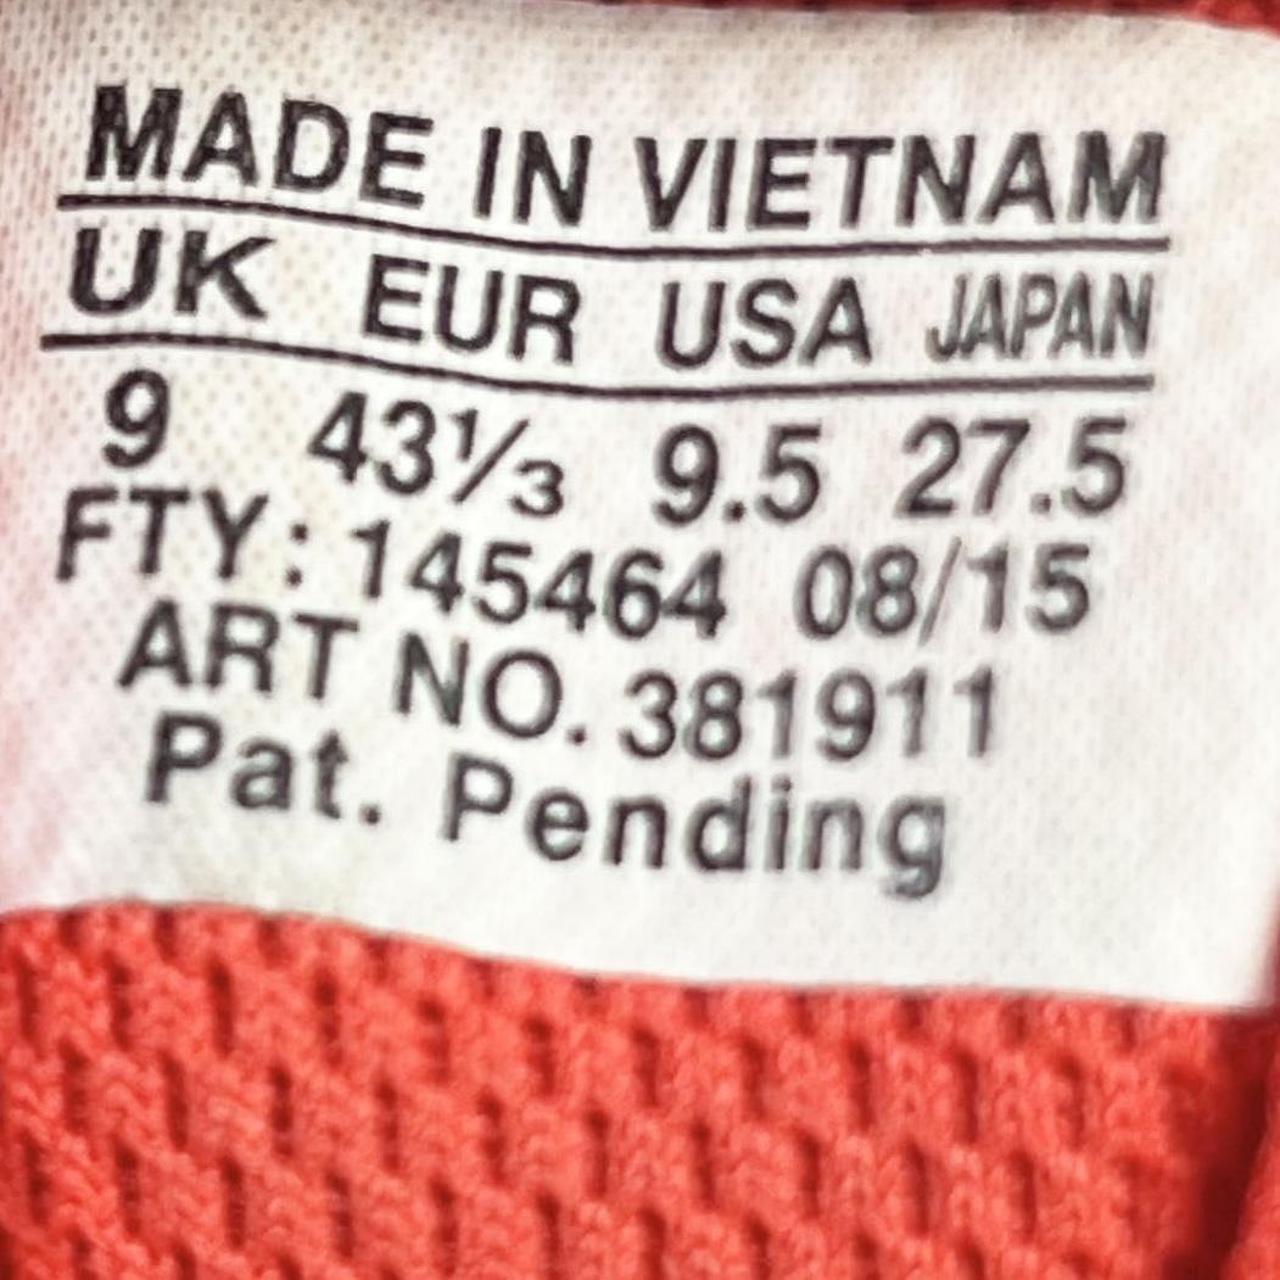 MADE IN VIETNAM
UK EUR USA JAPAN
9 43⅓ 9.5 27.5
FTY: 145464 08/15
ART NO. 381911
Pat. Pending